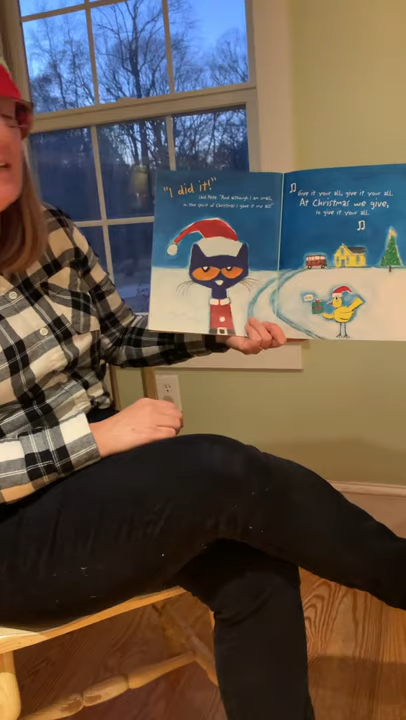 "I did it!"
said Pete. "And although I am small,
in the spirit of Christmas I gave it my all!"
Give it your all, give it your all.
At Christmas we give,
so give it your all.